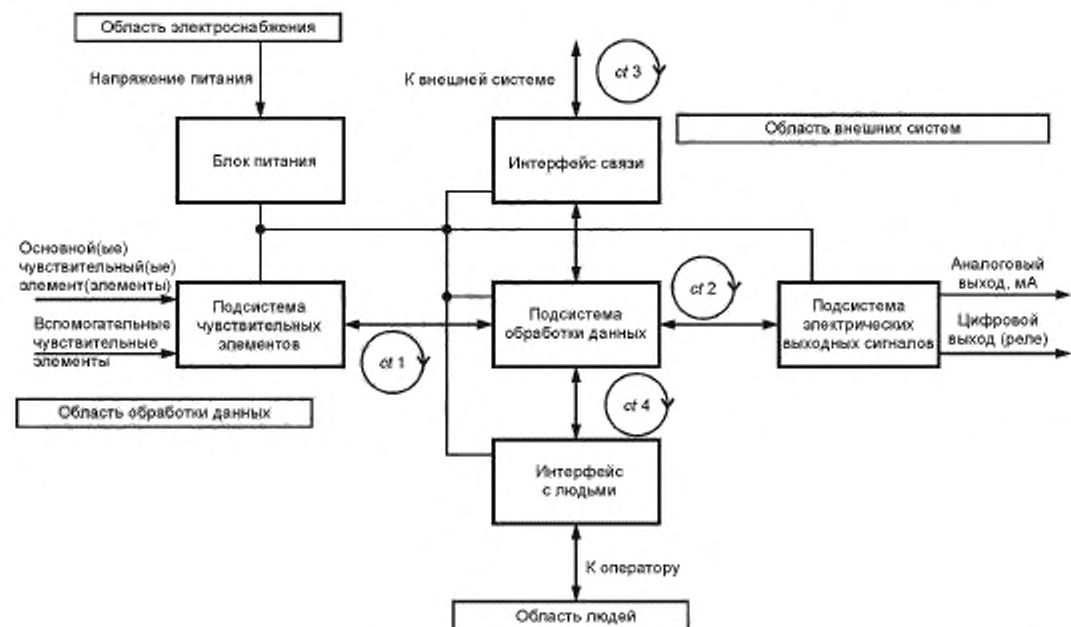 Область электроснабжения
Напряжение питания
К внешней системе
ct 3
Область внешних систем
Блок питания
Интерфейс связи
Основной(ые)
чувствительный(ые)
элемент(элементы)
Вспомогательные
чувствительные
элементы
Подсистема
чувствительных
элементов
ct 1
Подсистема
обработки данных
ct 2
Подсистема
электрических
выходных сигналов
Аналоговый
выход, мА
Цифровой
выход (реле)
Область обработки данных
ct 4
Интерфейс
с людьми
К оператору
Область людей